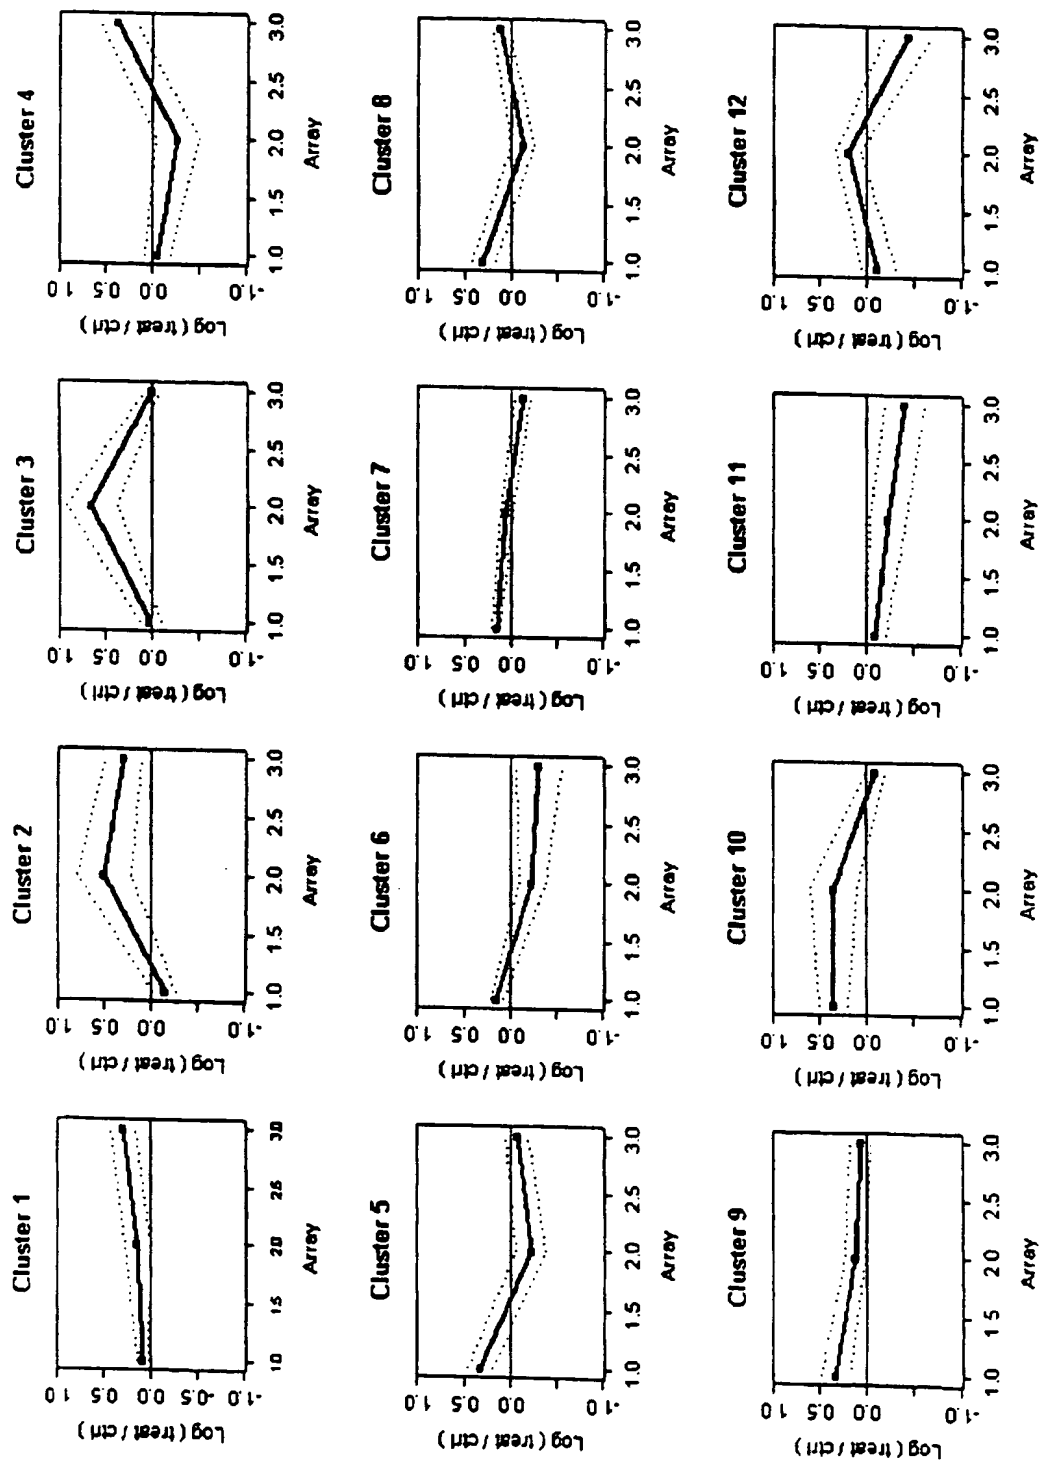 Cluster 1
Log ( treat / ctrl )
-1.0 -0.5 0.0 0.5 1.0
1.0 1.5 2.0 2.5 3.0
Array
Cluster 2
Log ( treat / ctrl )
-1.0 0.0 0.5 1.0
1.0 1.5 2.0 2.5 3.0
Array
Cluster 3
Log ( treat / ctrl )
-1.0 0.0 0.5 1.0
1.0 1.5 2.0 2.5 3.0
Array
Cluster 4
Log ( treat / ctrl )
-1.0 0.0 0.5 1.0
1.0 1.5 2.0 2.5 3.0
Array
Cluster 5
Log ( treat / ctrl )
-1.0 0.0 0.5 1.0
1.0 1.5 2.0 2.5 3.0
Array
Cluster 6
Log ( treat / ctrl )
-1.0 0.0 0.5 1.0
1.0 1.5 2.0 2.5 3.0
Array
Cluster 7
Log ( treat / ctrl )
-1.0 0.0 0.5 1.0
1.0 1.5 2.0 2.5 3.0
Array
Cluster 8
Log ( treat / ctrl )
-1.0 0.0 0.5 1.0
1.0 1.5 2.0 2.5 3.0
Array
Cluster 9
Log ( treat / ctrl )
-1.0 0.0 0.5 1.0
1.0 1.5 2.0 2.5 3.0
Array
Cluster 10
Log ( treat / ctrl )
-1.0 0.0 0.5 1.0
1.0 1.5 2.0 2.5 3.0
Array
Cluster 11
Log ( treat / ctrl )
-1.0 0.0 0.5 1.0
1.0 1.5 2.0 2.5 3.0
Array
Cluster 12
Log ( treat / ctrl )
-1.0 0.0 0.5 1.0
1.0 1.5 2.0 2.5 3.0
Array